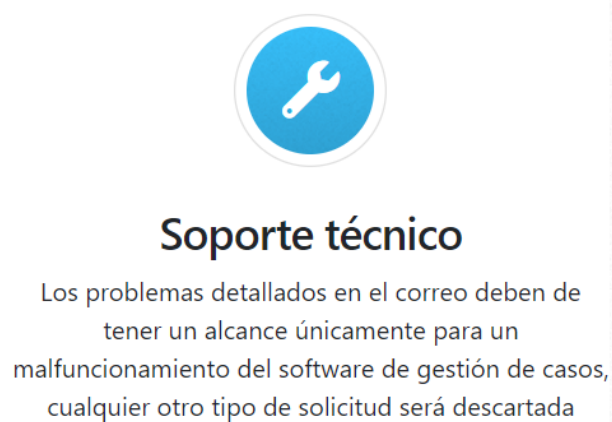 Soporte técnico
Los problemas detallados en el correo deben de
tener un alcance únicamente para un
malfuncionamiento del software de gestión de casos,
cualquier otro tipo de solicitud será descartada